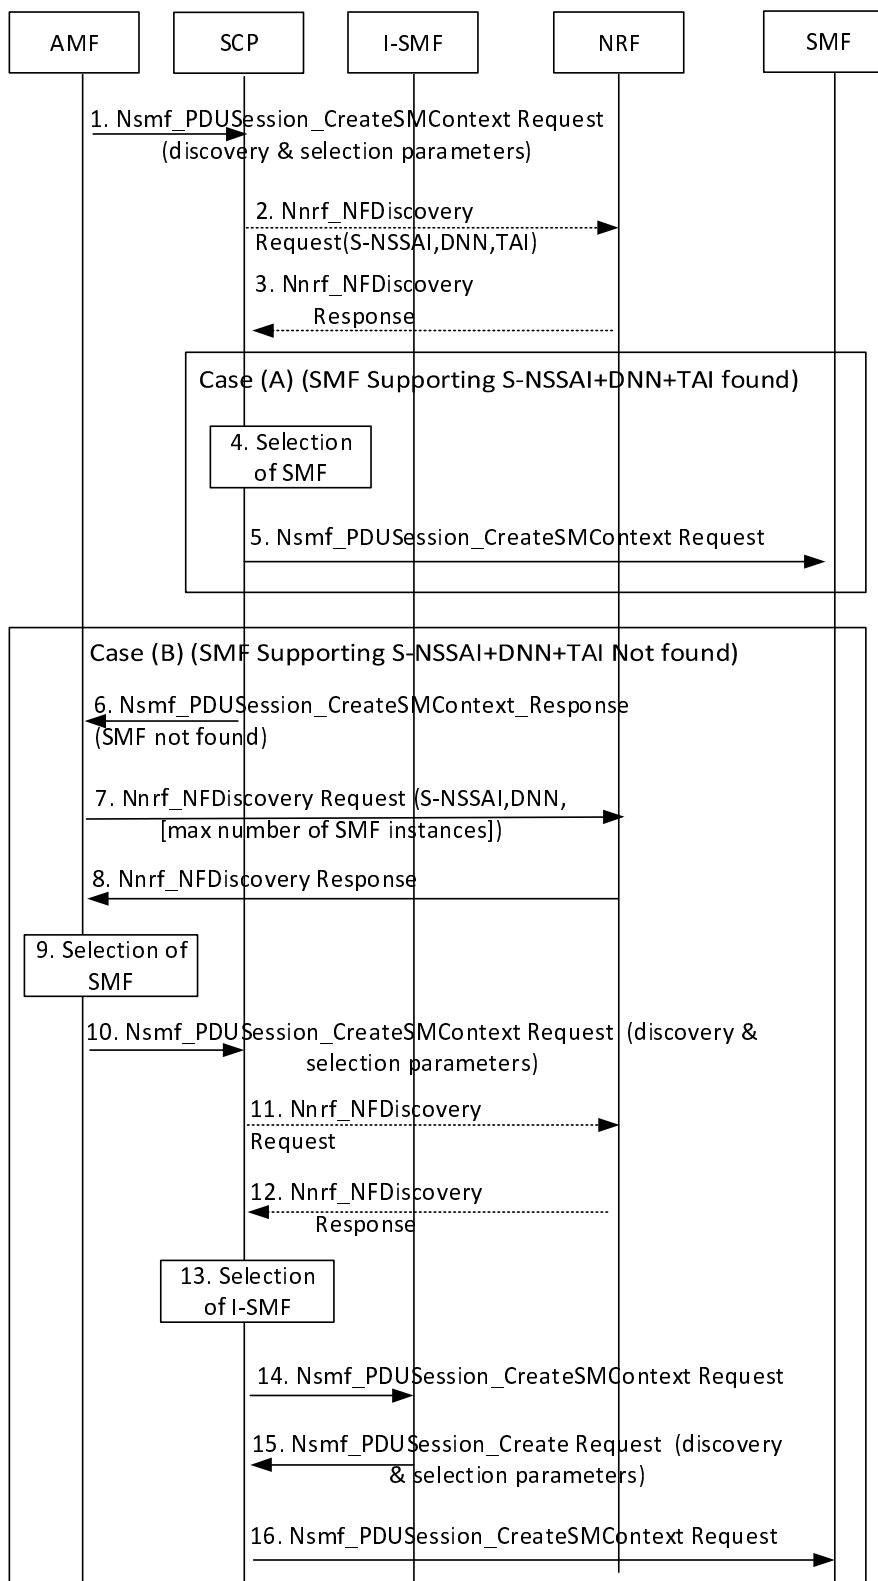 AMF
SCP
I-SMF
NRF
SMF
1. Nsmf_PDUSession_CreateSMContext Request
(discovery & selection parameters)
2. Nnrf_NFDiscovery
Request(S-NSSAI,DNN,TAI)
3. Nnrf_NFDiscovery
Response
Case (A) (SMF Supporting S-NSSAI+DNN+TAI found)
4. Selection
of SMF
5. Nsmf_PDUSession_CreateSMContext Request
Case (B) (SMF Supporting S-NSSAI+DNN+TAI Not found)
6. Nsmf_PDUSession_CreateSMContext_Response
(SMF not found)
7. Nnrf_NFDiscovery Request (S-NSSAI,DNN,
[max number of SMF instances])
8. Nnrf_NFDiscovery Response
9. Selection of
SMF
10. Nsmf_PDUSession_CreateSMContext Request (discovery &
selection parameters)
11. Nnrf_NFDiscovery
Request
12. Nnrf_NFDiscovery
Response
13. Selection
of I-SMF
14. Nsmf_PDUSession_CreateSMContext Request
15. Nsmf_PDUSession_Create Request (discovery
& selection parameters)
16. Nsmf_PDUSession_CreateSMContext Request